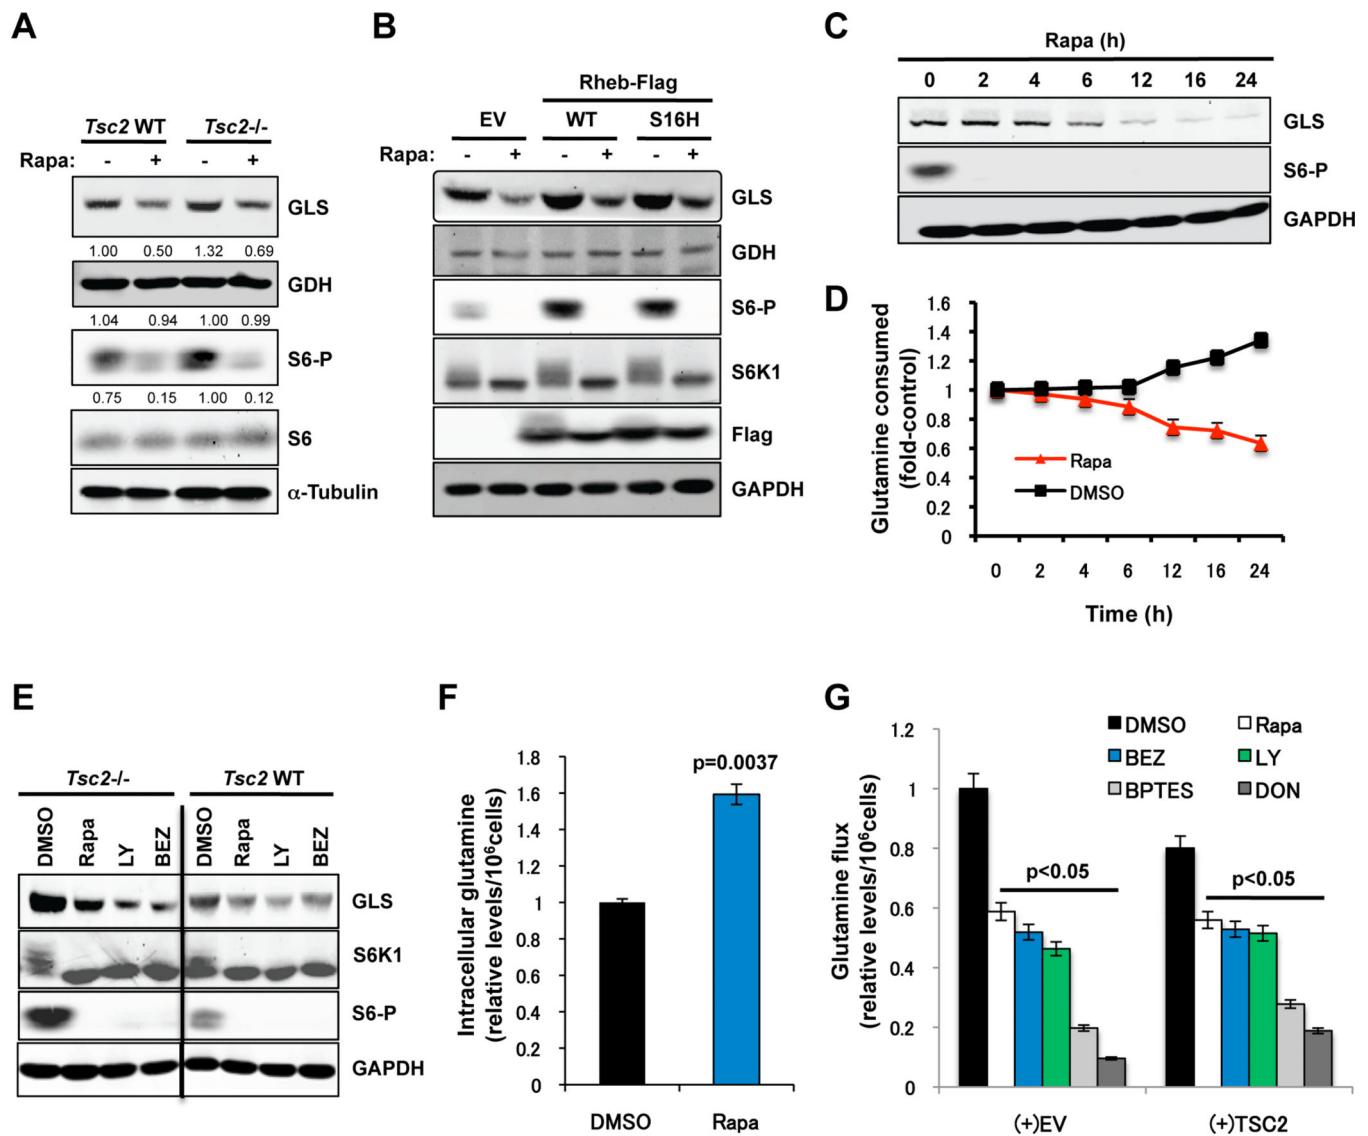 A
Tsc2 WT Tsc2-/-
Rapa: - + - +
GLS
1.00 0.50 1.32 0.69
GDH
1.04 0.94 1.00 0.99
S6-P
0.75 0.15 1.00 0.12
S6
α-Tubulin
B
Rheb-Flag
EV WT S16H
Rapa: - + - + - +
GLS
GDH
S6-P
S6K1
Flag
GAPDH
C
Rapa (h)
0 2 4 6 12 16 24
GLS
S6-P
GAPDH
D
Glutamine consumed
(fold-control)
1.6
1.4
1.2
1
0.8
0.6
0.4
0.2
0
Rapa
DMSO
0 2 4 6 12 16 24
Time (h)
E
Tsc2-/- Tsc2 WT
DMSO Rapa LY BEZ DMSO Rapa LY BEZ
GLS
S6K1
S6-P
GAPDH
F
Intracellular glutamine
(relative levels/10⁶cells)
1.8
1.6
1.4
1.2
1
0.8
0.6
0.4
0.2
0
p=0.0037
DMSO Rapa
G
Glutamine flux
(relative levels/10⁶cells)
1.2
1
0.8
0.6
0.4
0.2
0
DMSO Rapa
BEZ LY
BPTES DON
p<0.05 p<0.05
(+)EV (+)TSC2